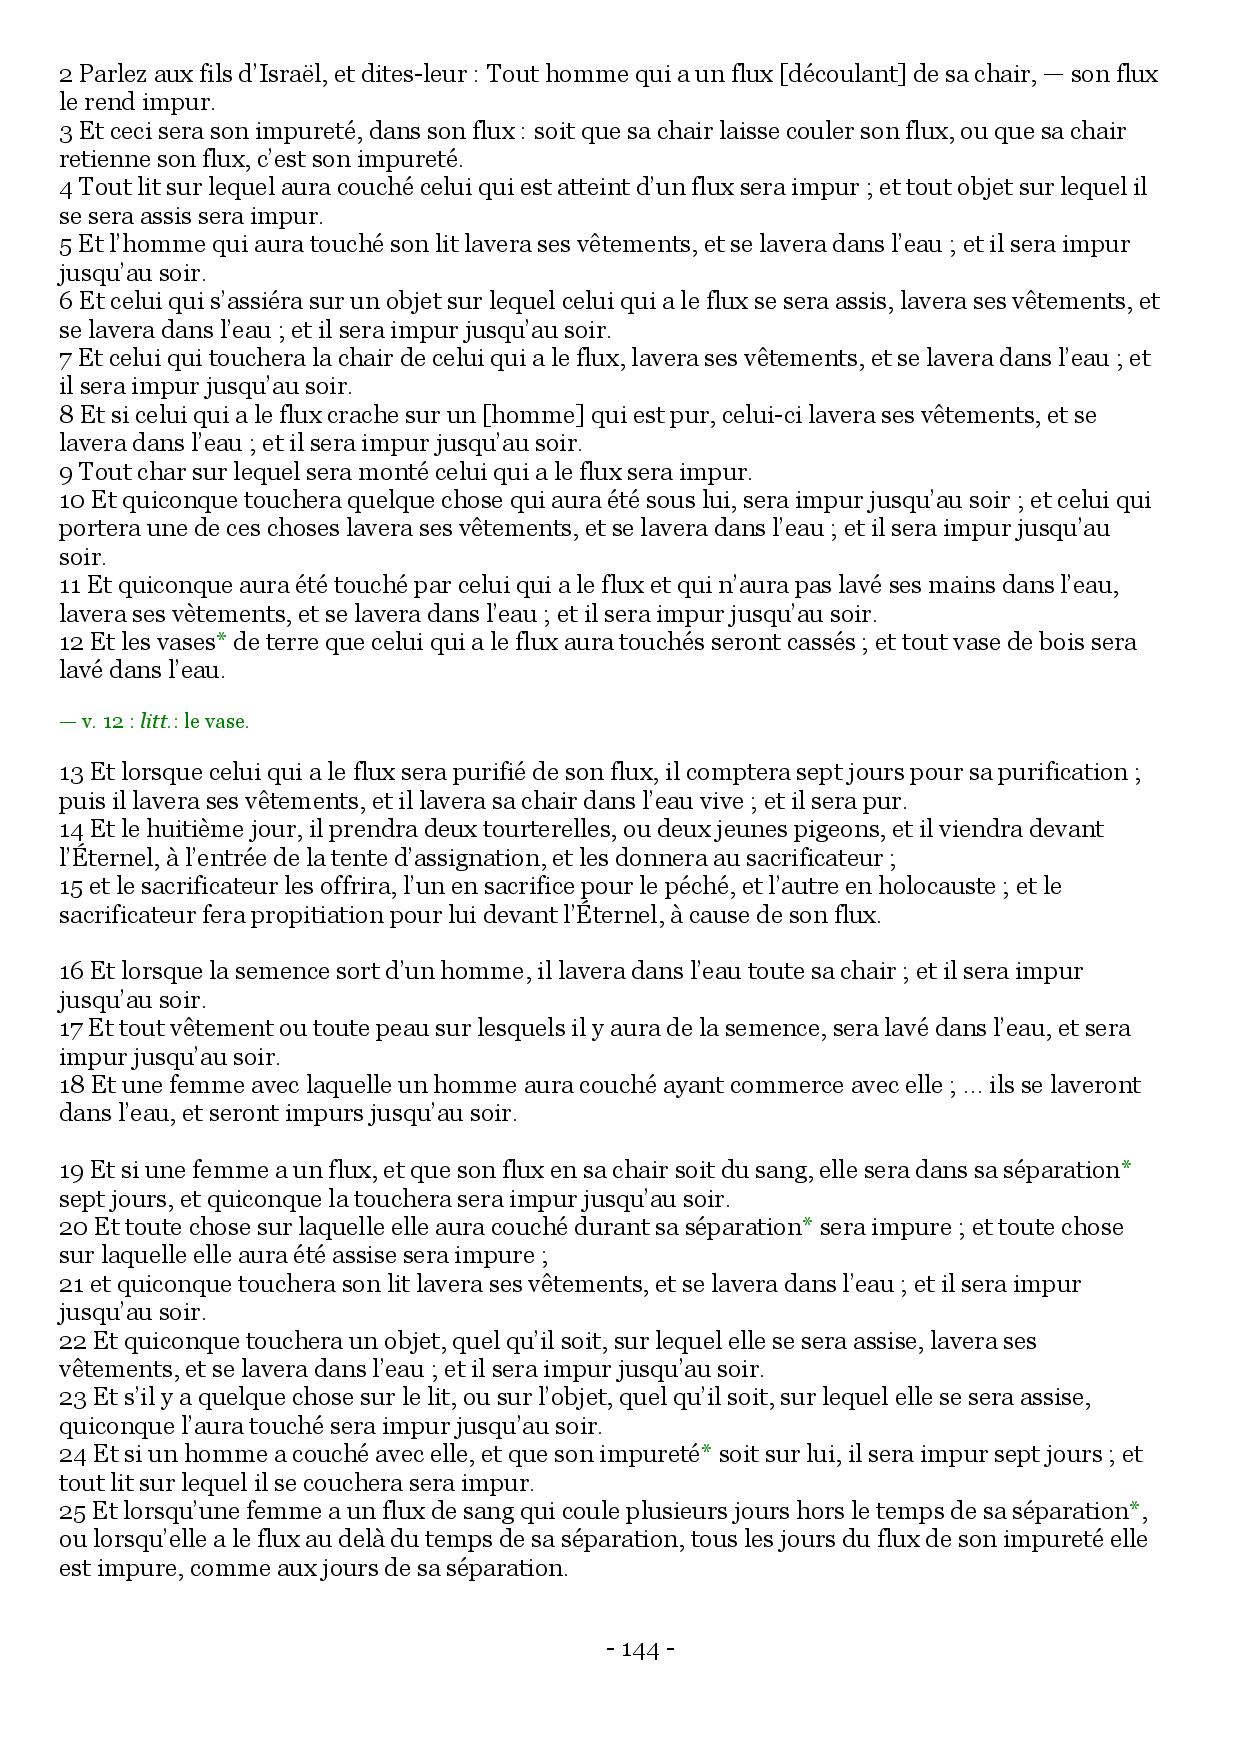 2 Parlez aux fils d’Israël, et dites-leur : Tout homme qui a un flux [découlant] de sa chair, — son flux
le rend impur.
3 Et ceci sera son impureté, dans son flux : soit que sa chair laisse couler son flux, ou que sa chair
retienne son flux, c’est son impureté.
4 Tout lit sur lequel aura couché celui qui est atteint d’un flux sera impur ; et tout objet sur lequel il
se sera assis sera impur.
5 Et l’homme qui aura touché son lit lavera ses vêtements, et se lavera dans l’eau ; et il sera impur
jusqu’au soir.
6 Et celui qui s’assiéra sur un objet sur lequel celui qui a le flux se sera assis, lavera ses vêtements, et
se lavera dans l’eau ; et il sera impur jusqu’au soir.
7 Et celui qui touchera la chair de celui qui a le flux, lavera ses vêtements, et se lavera dans l’eau ; et
il sera impur jusqu’au soir.
8 Et si celui qui a le flux crache sur un [homme] qui est pur, celui-ci lavera ses vêtements, et se
lavera dans l’eau ; et il sera impur jusqu’au soir.
9 Tout char sur lequel sera monté celui qui a le flux sera impur.
10 Et quiconque touchera quelque chose qui aura été sous lui, sera impur jusqu’au soir ; et celui qui
portera une de ces choses lavera ses vêtements, et se lavera dans l’eau ; et il sera impur jusqu’au
soir.
11 Et quiconque aura été touché par celui qui a le flux et qui n’aura pas lavé ses mains dans l’eau,
lavera ses vètements, et se lavera dans l’eau ; et il sera impur jusqu’au soir.
12 Et les vases* de terre que celui qui a le flux aura touchés seront cassés ; et tout vase de bois sera
lavé dans l’eau.
— v. 12 : litt.: le vase.
13 Et lorsque celui qui a le flux sera purifié de son flux, il comptera sept jours pour sa purification ;
puis il lavera ses vêtements, et il lavera sa chair dans l’eau vive ; et il sera pur.
14 Et le huitième jour, il prendra deux tourterelles, ou deux jeunes pigeons, et il viendra devant
l’Éternel, à l’entrée de la tente d’assignation, et les donnera au sacrificateur ;
15 et le sacrificateur les offrira, l’un en sacrifice pour le péché, et l’autre en holocauste ; et le
sacrificateur fera propitiation pour lui devant l’Éternel, à cause de son flux.
16 Et lorsque la semence sort d’un homme, il lavera dans l’eau toute sa chair ; et il sera impur
jusqu’au soir.
17 Et tout vêtement ou toute peau sur lesquels il y aura de la semence, sera lavé dans l’eau, et sera
impur jusqu’au soir.
18 Et une femme avec laquelle un homme aura couché ayant commerce avec elle ; … ils se laveront
dans l’eau, et seront impurs jusqu’au soir.
19 Et si une femme a un flux, et que son flux en sa chair soit du sang, elle sera dans sa séparation*
sept jours, et quiconque la touchera sera impur jusqu’au soir.
20 Et toute chose sur laquelle elle aura couché durant sa séparation* sera impure ; et toute chose
sur laquelle elle aura été assise sera impure ;
21 et quiconque touchera son lit lavera ses vêtements, et se lavera dans l’eau ; et il sera impur
jusqu’au soir.
22 Et quiconque touchera un objet, quel qu’il soit, sur lequel elle se sera assise, lavera ses
vêtements, et se lavera dans l’eau ; et il sera impur jusqu’au soir.
23 Et s’il y a quelque chose sur le lit, ou sur l’objet, quel qu’il soit, sur lequel elle se sera assise,
quiconque l’aura touché sera impur jusqu’au soir.
24 Et si un homme a couché avec elle, et que son impureté* soit sur lui, il sera impur sept jours ; et
tout lit sur lequel il se couchera sera impur.
25 Et lorsqu’une femme a un flux de sang qui coule plusieurs jours hors le temps de sa séparation*,
ou lorsqu’elle a le flux au delà du temps de sa séparation, tous les jours du flux de son impureté elle
est impure, comme aux jours de sa séparation.
- 144 -